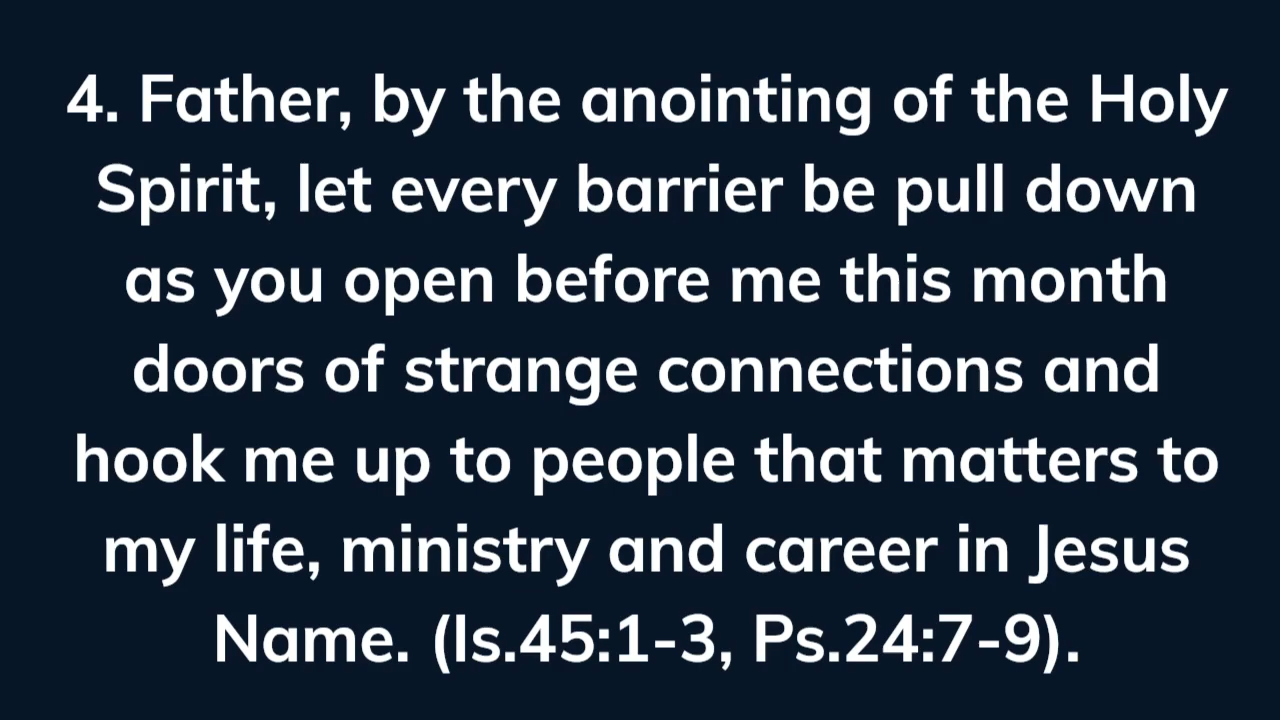 4. Father, by the anointing of the Holy
Spirit, let every barrier be pull down
as you open before me this month
doors of strange connections and
hook me up to people that matters to
my life, ministry and career in Jesus
Name. (Is.45:1-3, Ps.24:7-9).